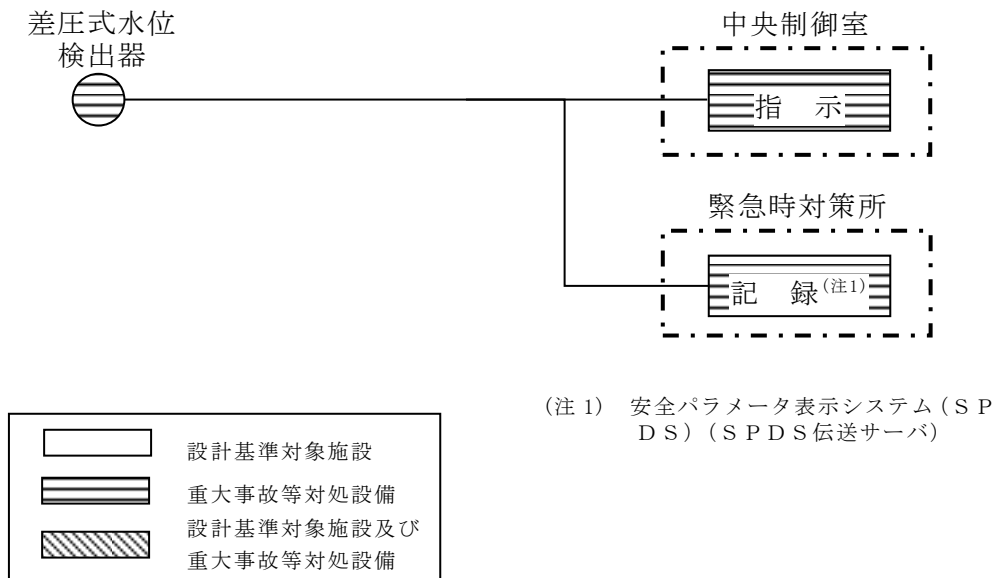 差圧式水位
検出器
中央制御室
指　示
緊急時対策所
記　録(注1)
(注 1)　安全パラメータ表示システム(ＳＰ
ＤＳ)(ＳＰＤＳ伝送サーバ)
設計基準対象施設
重大事故等対処設備
設計基準対象施設及び
重大事故等対処設備